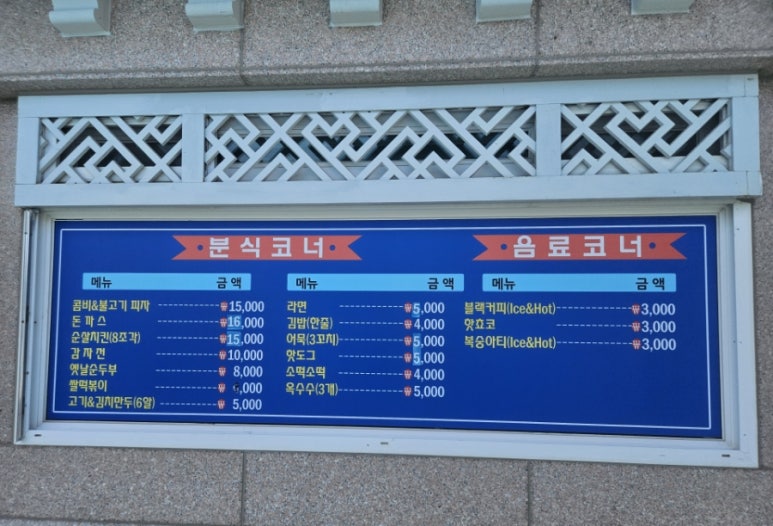 분식코너
메뉴 금액
콤비&불고기 피자 ₩15,000
돈까스 ₩16,000
순살치킨(8조각) ₩15,000
감자전 ₩10,000
옛날순두부 ₩8,000
쌀떡볶이 ₩
고기&김치만두(6알) ₩5,000
메뉴 금액
라면 ₩5,000
김밥(한줄) ₩4,000
어묵(3꼬치) ₩5,000
핫도그 ₩5,000
소떡소떡 ₩4,000
옥수수(3개) ₩5,000
음료코너
메뉴 금액
블랙커피(Ice&Hot) ₩3,000
핫쵸코 ₩3,000
복숭아티(Ice&Hot) ₩3,000